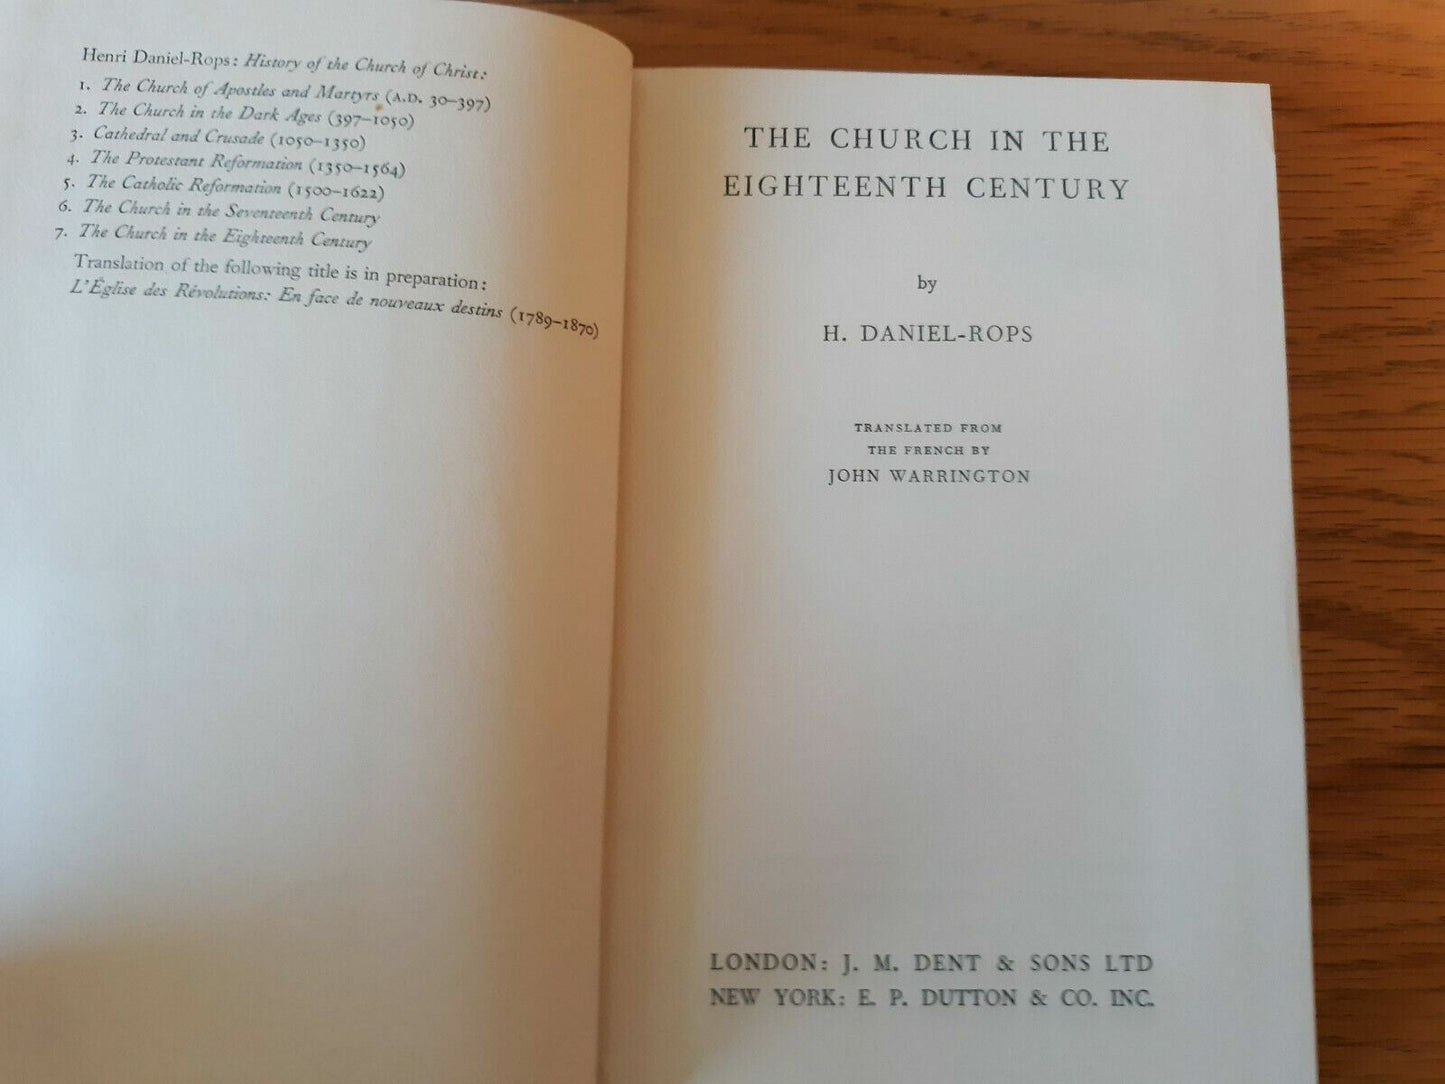 Henri Daniel-Rops: History of the Church of Christ:
1. The Church of Apostles and Martyrs (A.D. 30–397)
2. The Church in the Dark Ages (397–1050)
3. Cathedral and Crusade (1050–1350)
4. The Protestant Reformation (1350–1564)
5. The Catholic Reformation (1500–1622)
6. The Church in the Seventeenth Century
7. The Church in the Eighteenth Century
Translation of the following title is in preparation:
L'Église des Révolutions: En face de nouveaux destins (1789–1870)
THE CHURCH IN THE
EIGHTEENTH CENTURY
by
H. DANIEL-ROPS
TRANSLATED FROM
THE FRENCH BY
JOHN WARRINGTON
LONDON: J. M. DENT & SONS LTD
NEW YORK: E. P. DUTTON & CO. INC.